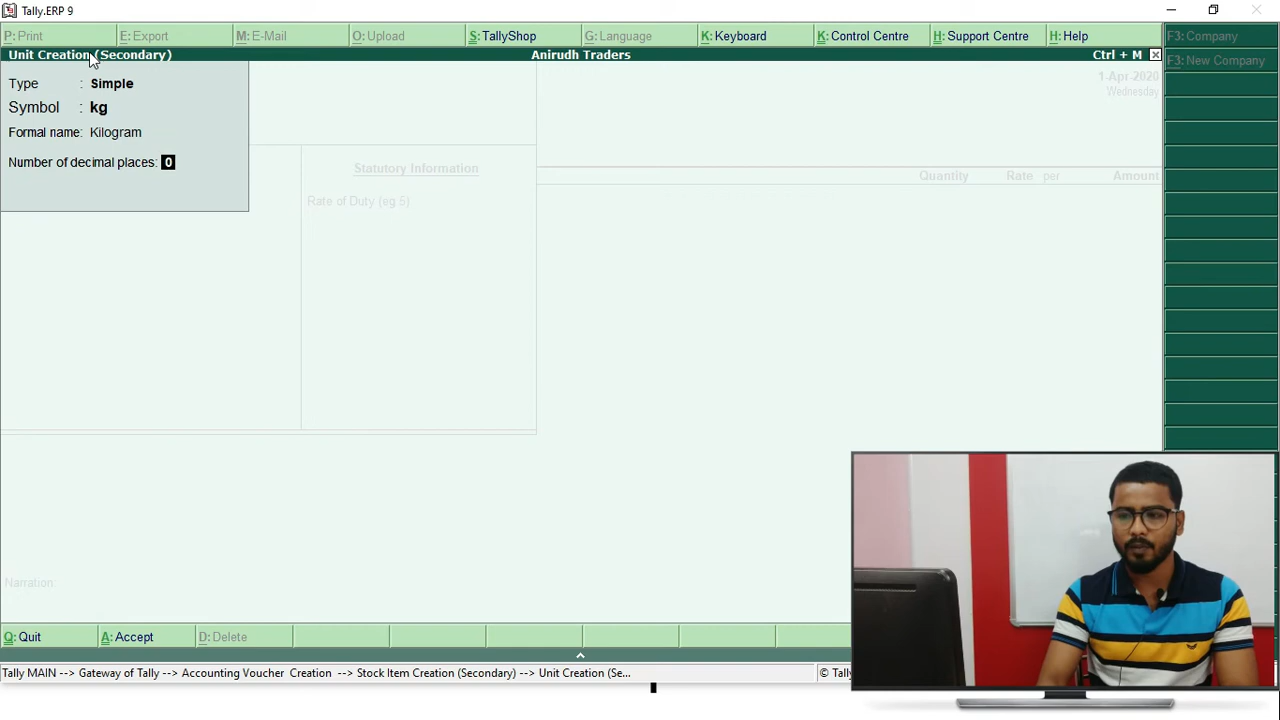 Tally.ERP 9
P: Print E: Export M: E-Mail O: Upload S: TallyShop G: Language K: Keyboard K: Control Centre H: Support Centre H: Help F3: Company
Unit Creation (Secondary) Anirudh Traders Ctrl + M F3: New Company
1-Apr-2020
Wednesday
Type : Simple
Symbol : kg
Formal name: Kilogram
Number of decimal places: 0
Statutory Information
Quantity Rate per Amount
Rate of Duty (eg 5)
Narration:
Q: Quit A: Accept D: Delete
Tally MAIN --> Gateway of Tally --> Accounting Voucher Creation --> Stock Item Creation (Secondary) --> Unit Creation (Se... © Tally